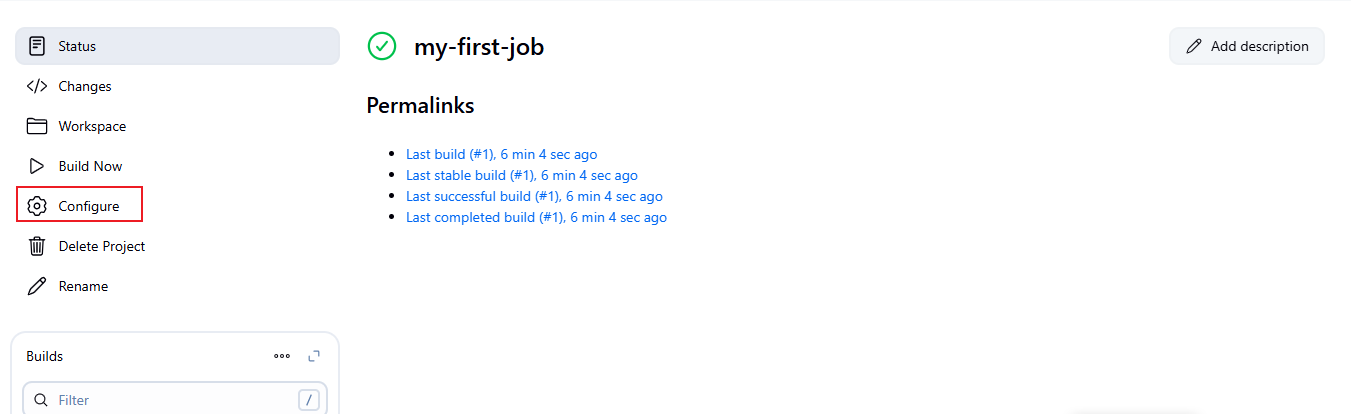 Status
Changes
Workspace
Build Now
Configure
Delete Project
Rename
Builds
Filter
/
my-first-job
Add description
Permalinks
Last build (#1), 6 min 4 sec ago
Last stable build (#1), 6 min 4 sec ago
Last successful build (#1), 6 min 4 sec ago
Last completed build (#1), 6 min 4 sec ago